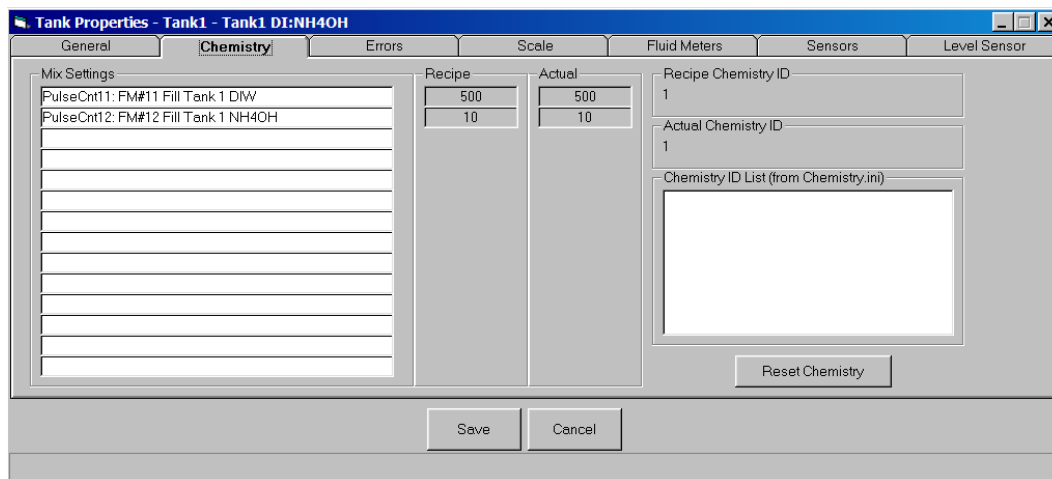 Tank Properties - Tank1 - Tank1 DI:NH4OH
General Chemistry Errors Scale Fluid Meters Sensors Level Sensor
Mix Settings Recipe Actual Recipe Chemistry ID
PulseCnt11: FM#11 Fill Tank 1 DIW 500 500 1
PulseCnt12: FM#12 Fill Tank 1 NH4OH 10 10
Actual Chemistry ID
1
Chemistry ID List (from Chemistry.ini)
Reset Chemistry
Save Cancel